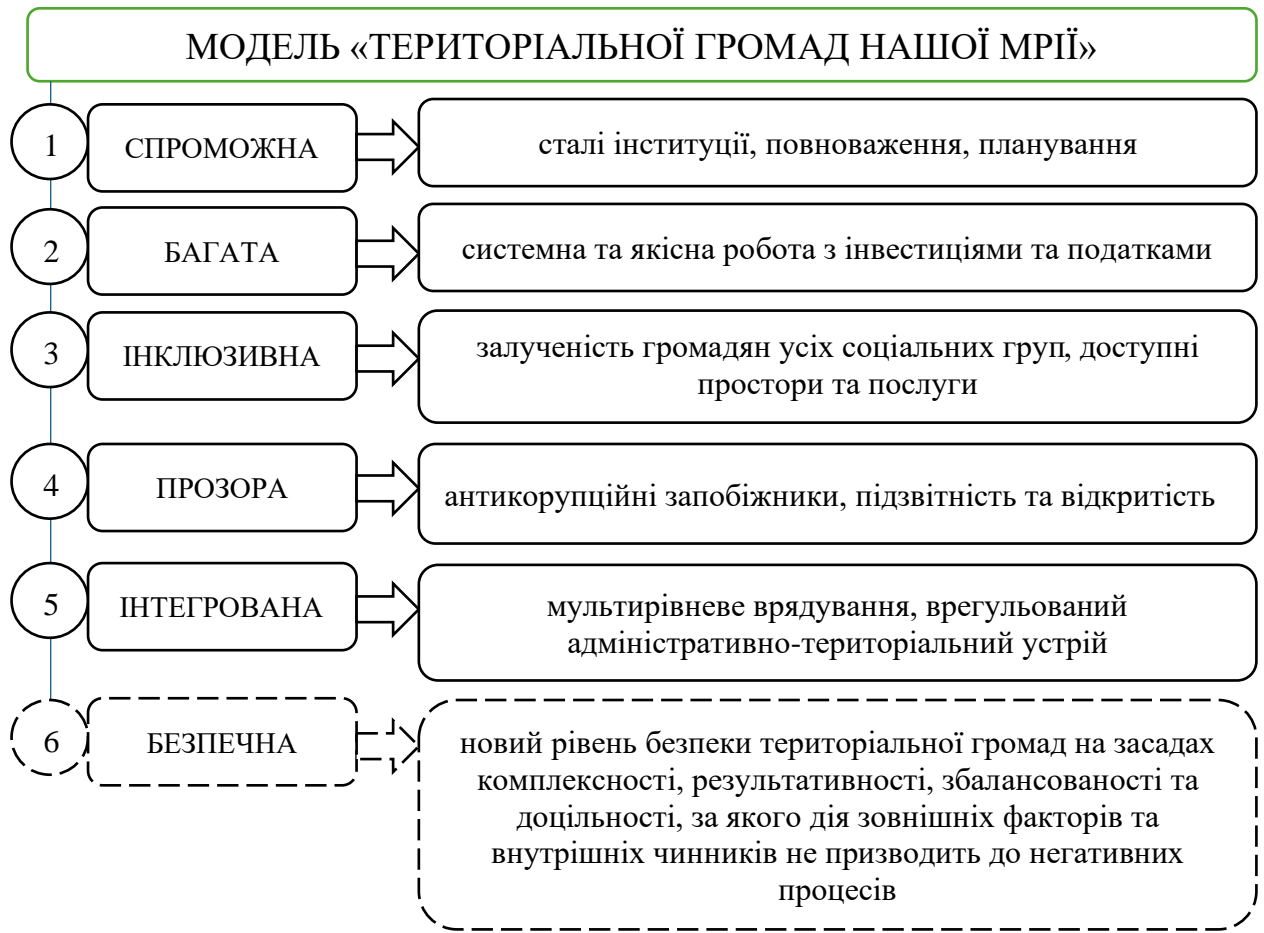 МОДЕЛЬ «ТЕРИТОРІАЛЬНОЇ ГРОМАД НАШОЇ МРІЇ»
1
СПРОМОЖНА
сталі інституції, повноваження, планування
2
БАГАТА
системна та якісна робота з інвестиціями та податками
3
ІНКЛЮЗИВНА
залученість громадян усіх соціальних груп, доступні
простори та послуги
4
ПРОЗОРА
антикорупційні запобіжники, підзвітність та відкритість
5
ІНТЕГРОВАНА
мультирівневе врядування, врегульований
адміністративно-територіальний устрій
6
БЕЗПЕЧНА
новий рівень безпеки територіальної громад на засадах
комплексності, результативності, збалансованості та
доцільності, за якого дія зовнішніх факторів та
внутрішніх чинників не призводить до негативних
процесів